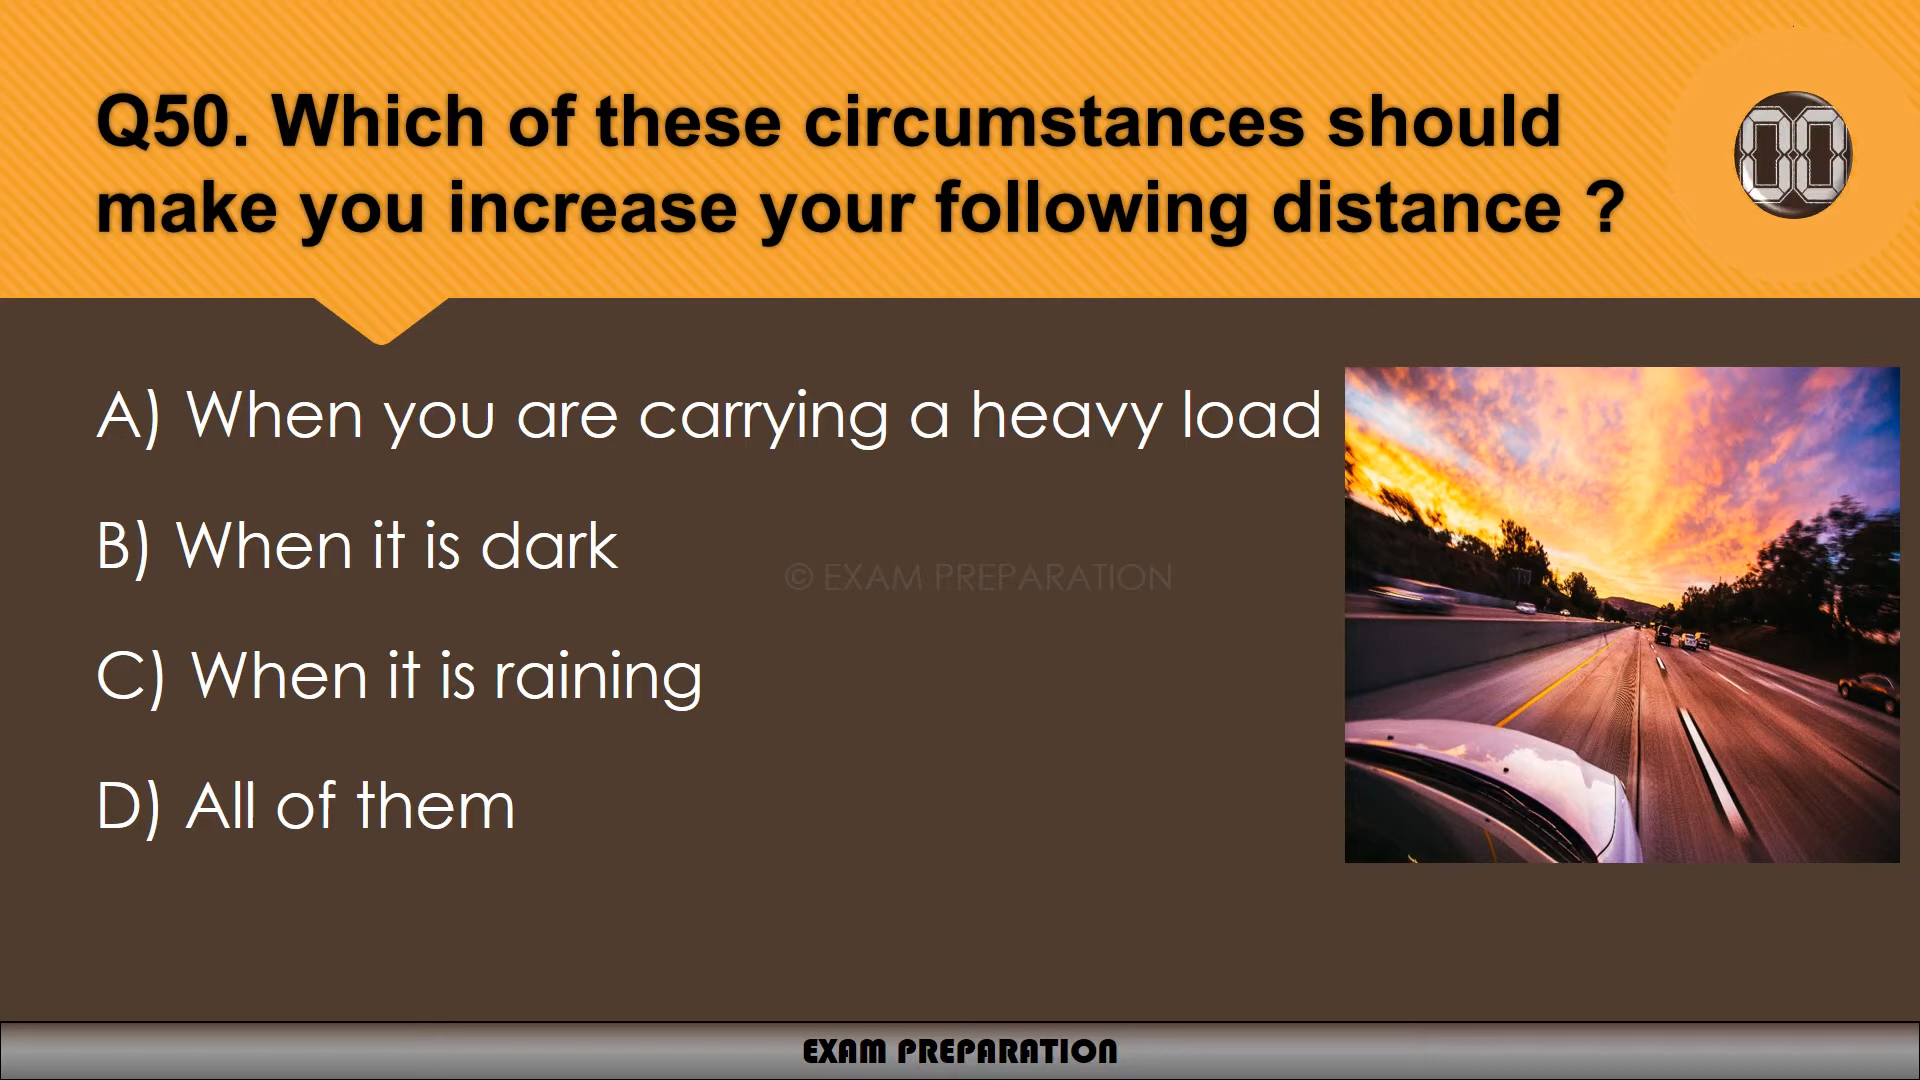 Q50. Which of these circumstances should
make you increase your following distance ?
00
A) When you are carrying a heavy load
B) When it is dark
© EXAM PREPARATION
C) When it is raining
D) All of them
EXAM PREPARATION